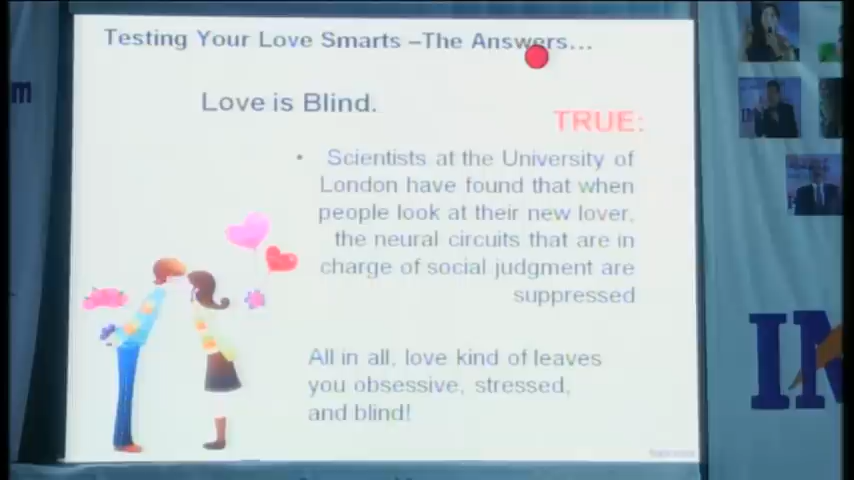 Testing Your Love Smarts –The Answers...
Love is Blind.
TRUE:
• Scientists at the University of
London have found that when
people look at their new lover,
the neural circuits that are in
charge of social judgment are
suppressed
All in all, love kind of leaves
you obsessive, stressed,
and blind!
m
IN